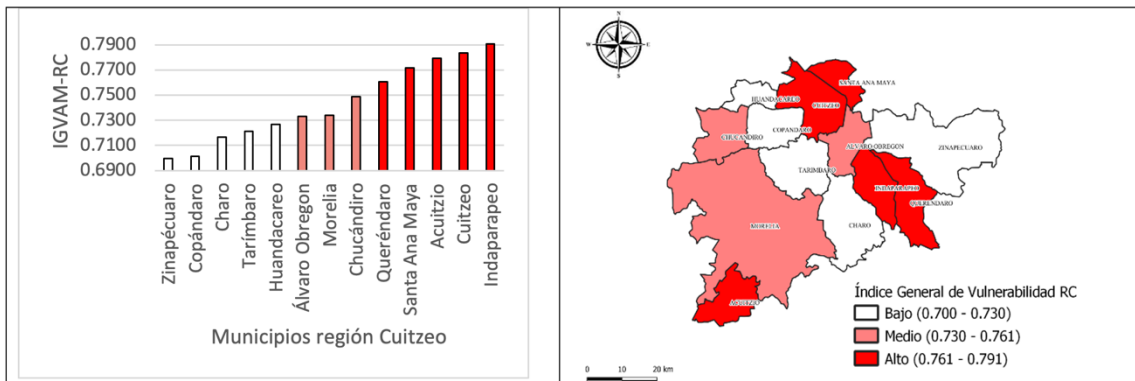 IGVAM-RC
0.7900
0.7700
0.7500
0.7300
0.7100
0.6900
Zinapécuaro
Copándaro
Charo
Tarímbaro
Huandacareo
Álvaro Obregon
Morelia
Chucándiro
Queréndaro
Santa Ana Maya
Acuitzio
Cuitzeo
Indaparapeo
Municipios región Cuitzeo
N
W
E
S
SANTA ANA MAYA
HUANDACAREO
CUITZEO
CHUCANDIRO
COPANDARO
ALVARO OBREGON
ZINAPECUARO
TARIMBARO
INDAPARAPEO
QUERENDARO
MORELIA
CHARO
ACUITZIO
Índice General de Vulnerabilidad RC
Bajo (0.700 - 0.730)
Medio (0.730 - 0.761)
Alto (0.761 - 0.791)
0 10 20 km